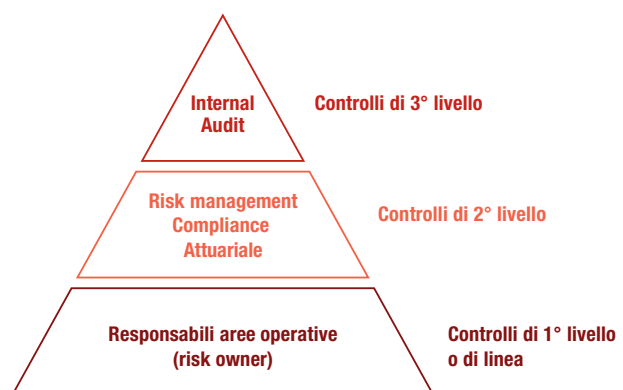 Internal
Audit
Controlli di 3° livello
Risk management
Compliance
Attuariale
Controlli di 2° livello
Responsabili aree operative
(risk owner)
Controlli di 1° livello
o di linea